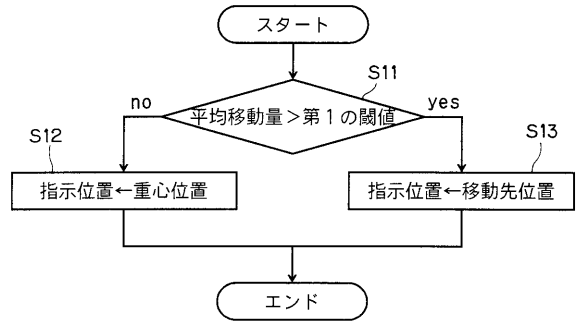 スタート
S11
平均移動量>第1の閾値
no
yes
S12
S13
指示位置←重心位置
指示位置←移動先位置
エンド